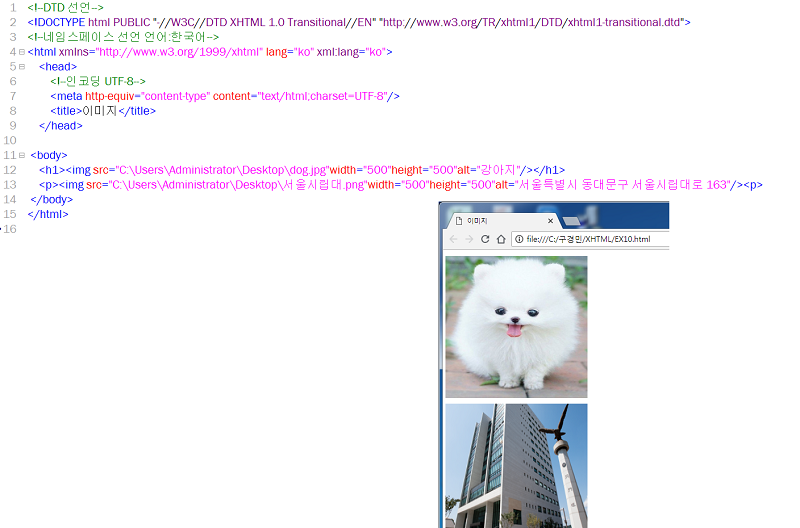 1 <!--DTD 선언-->
2 <!DOCTYPE html PUBLIC "-//W3C//DTD XHTML 1.0 Transitional//EN" "http://www.w3.org/TR/xhtml1/DTD/xhtml1-transitional.dtd">
3 <!--네임스페이스 선언 언어:한국어-->
4 <html xmlns="http://www.w3.org/1999/xhtml" lang="ko" xml:lang="ko">
5 <head>
6 <!--인코딩 UTF-8-->
7 <meta http-equiv="content-type" content="text/html;charset=UTF-8"/>
8 <title>이미지</title>
9 </head>
10
11 <body>
12 <h1><img src="C:\Users\Administrator\Desktop\dog.jpg"width="500"height="500"alt="강아지"/></h1>
13 <p><img src="C:\Users\Administrator\Desktop\서울시립대.png"width="500"height="500"alt="서울특별시 동대문구 서울시립대로 163"/><p>
14 </body>
15 </html>
16
이미지
file:///C:/구경민/XHTML/EX10.html